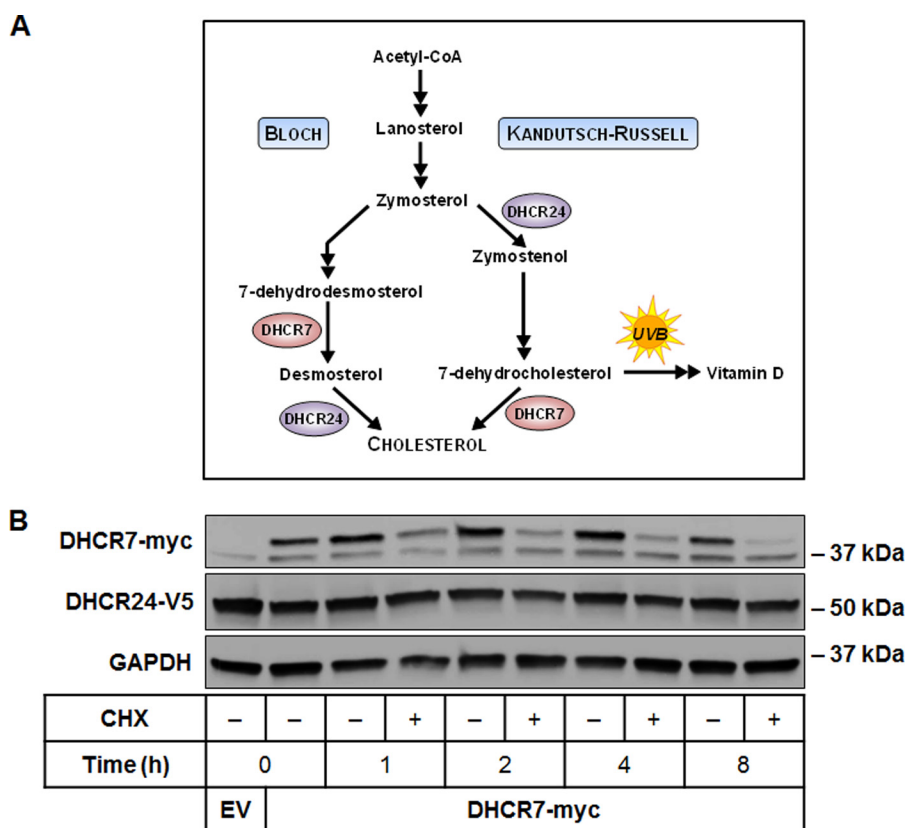 A
Acetyl-CoA
BLOCH
Lanosterol
KANDUTSCH-RUSSELL
Zymosterol
DHCR24
Zymostenol
7-dehydrodesmosterol
UVB
DHCR7
Desmosterol
7-dehydrocholesterol
Vitamin D
DHCR24
CHOLESTEROL
DHCR7
B
DHCR7-myc
– 37 kDa
DHCR24-V5
– 50 kDa
GAPDH
– 37 kDa
CHX – – – + – + – + – +
Time (h) 0 1 2 4 8
EV DHCR7-myc